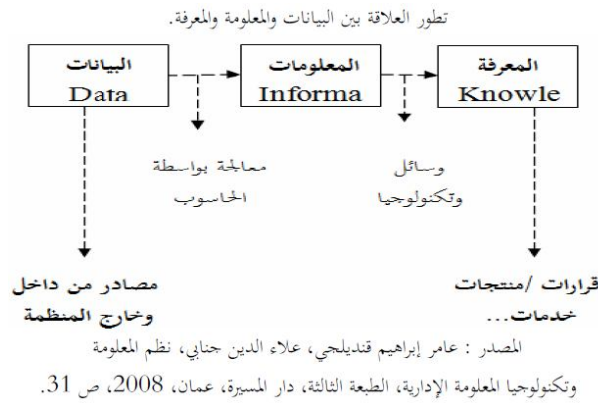 تطور العلاقة بين البيانات والمعلومة والمعرفة.
البيانات
Data
المعلومات
Informa
المعرفة
Knowle
معالجة بواسطة
الحاسوب
وسائل
وتكنولوجيا
مصادر من داخل
وخارج المنظمة
قرارات /منتجات
خدمات...
المصدر : عامر إبراهيم قنديلجي، علاء الدين جنابي، نظم المعلومة
وتكنولوجيا المعلومة الإدارية، الطبعة الثالثة، دار المسيرة، عمان، 2008، ص 31.